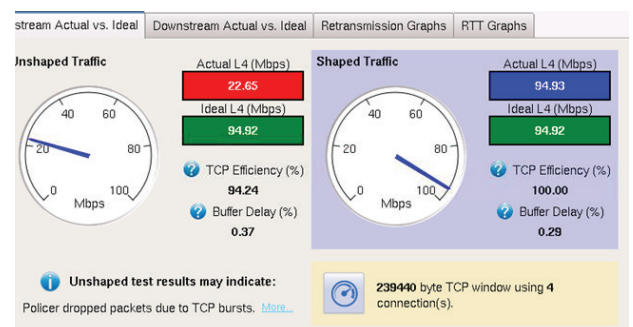 stream Actual vs. Ideal
Downstream Actual vs. Ideal
Retransmission Graphs
RTT Graphs
Unshaped Traffic
0
20
40
60
80
100
Mbps
Actual L4 (Mbps)
22.65
Ideal L4 (Mbps)
94.92
? TCP Efficiency (%)
94.24
? Buffer Delay (%)
0.37
Shaped Traffic
0
20
40
60
80
100
Mbps
Actual L4 (Mbps)
94.93
Ideal L4 (Mbps)
94.92
? TCP Efficiency (%)
100.00
? Buffer Delay (%)
0.29
i Unshaped test results may indicate:
Policer dropped packets due to TCP bursts. More...
239440 byte TCP window using 4
connection(s).